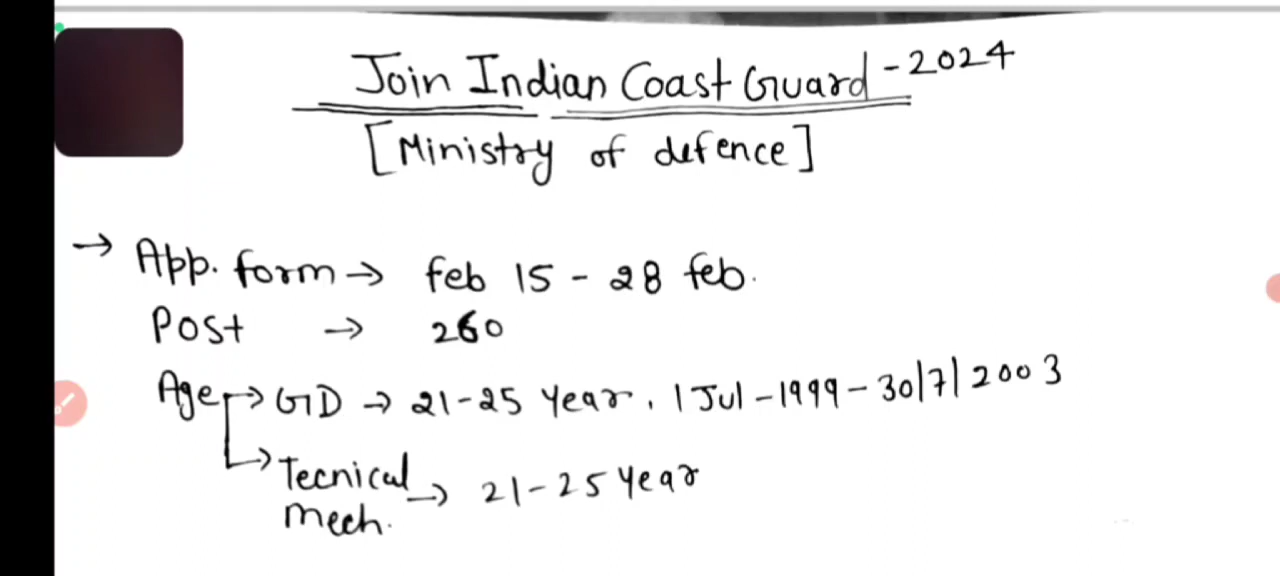 Join Indian Coast Guard - 2024
[Ministry of defence]
→ App. form → feb 15 - 28 feb.
Post → 260
Age → GD → 21-25 Year. 1 Jul - 1999 - 30/7/2003
→ Tecnical mech. → 21-25 Year